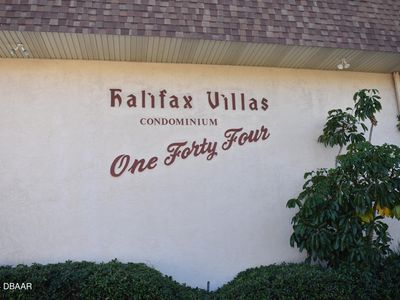 Halifax Villas
CONDOMINIUM
One Forty Four
DBAAR